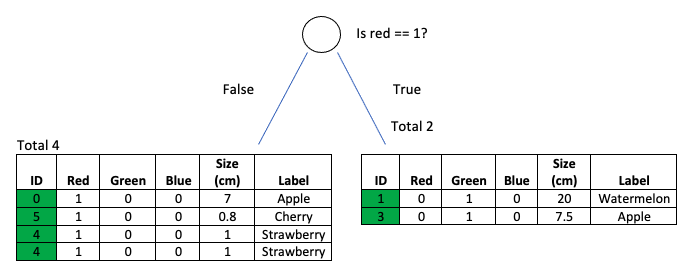 Is red == 1?
False
True
Total 2
Total 4
ID Red Green Blue Size (cm) Label
0 1 0 0 7 Apple
5 1 0 0 0.8 Cherry
4 1 0 0 1 Strawberry
4 1 0 0 1 Strawberry
ID Red Green Blue Size (cm) Label
1 0 1 0 20 Watermelon
3 0 1 0 7.5 Apple